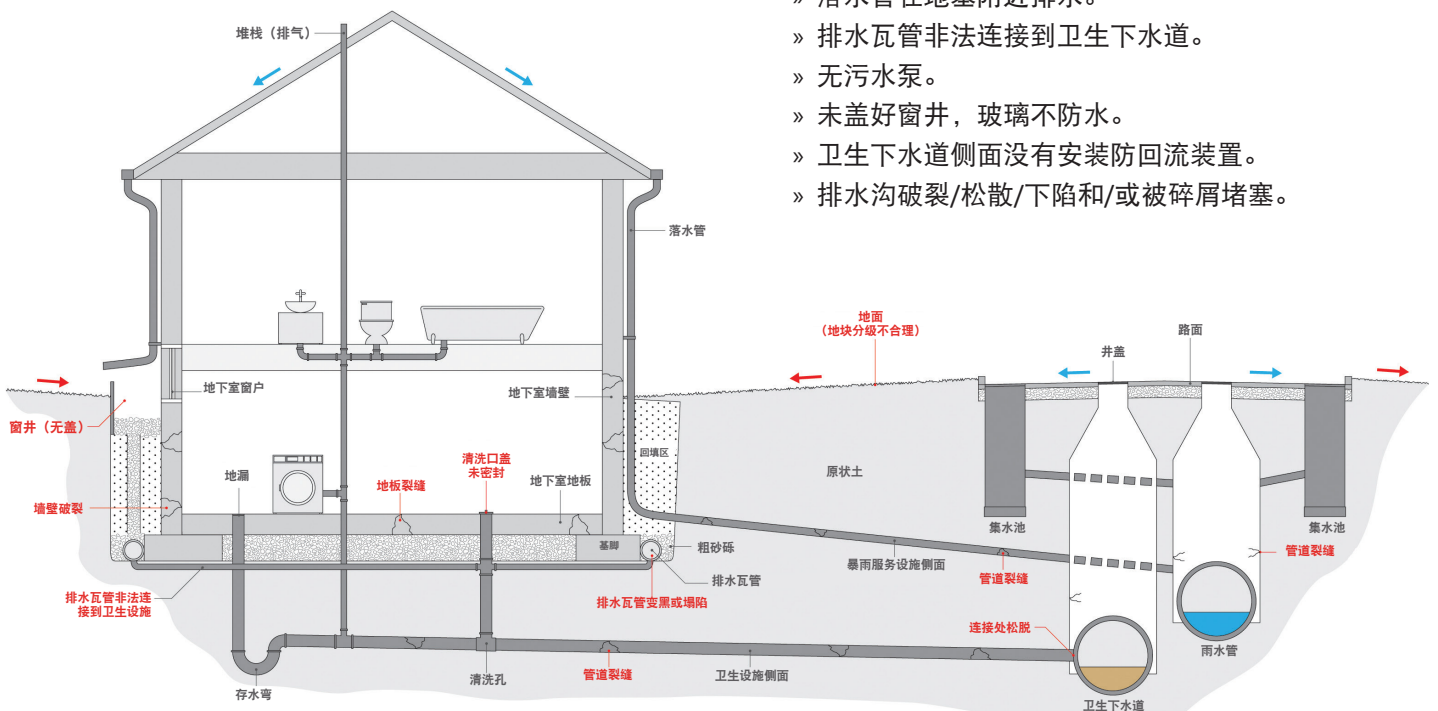 » 落水管在地基附近排水。
» 排水瓦管非法连接到卫生下水道。
» 无污水泵。
» 未盖好窗井，玻璃不防水。
» 卫生下水道侧面没有安装防回流装置。
» 排水沟破裂/松散/下陷和/或被碎屑堵塞。
堆栈（排气）
落水管
地面
（地块分级不合理）
井盖
路面
地下室窗户
地下室墙壁
窗井（无盖）
回填区
清洗口盖
未密封
地漏
地板裂缝
地下室地板
原状土
墙壁破裂
集水池
集水池
基脚
粗砂砾
暴雨服务设施侧面
管道裂缝
管道裂缝
排水瓦管
排水瓦管非法连
接到卫生设施
排水瓦管变黑或塌陷
连接处松脱
雨水管
存水弯
清洗孔
管道裂缝
卫生设施侧面
卫生下水道